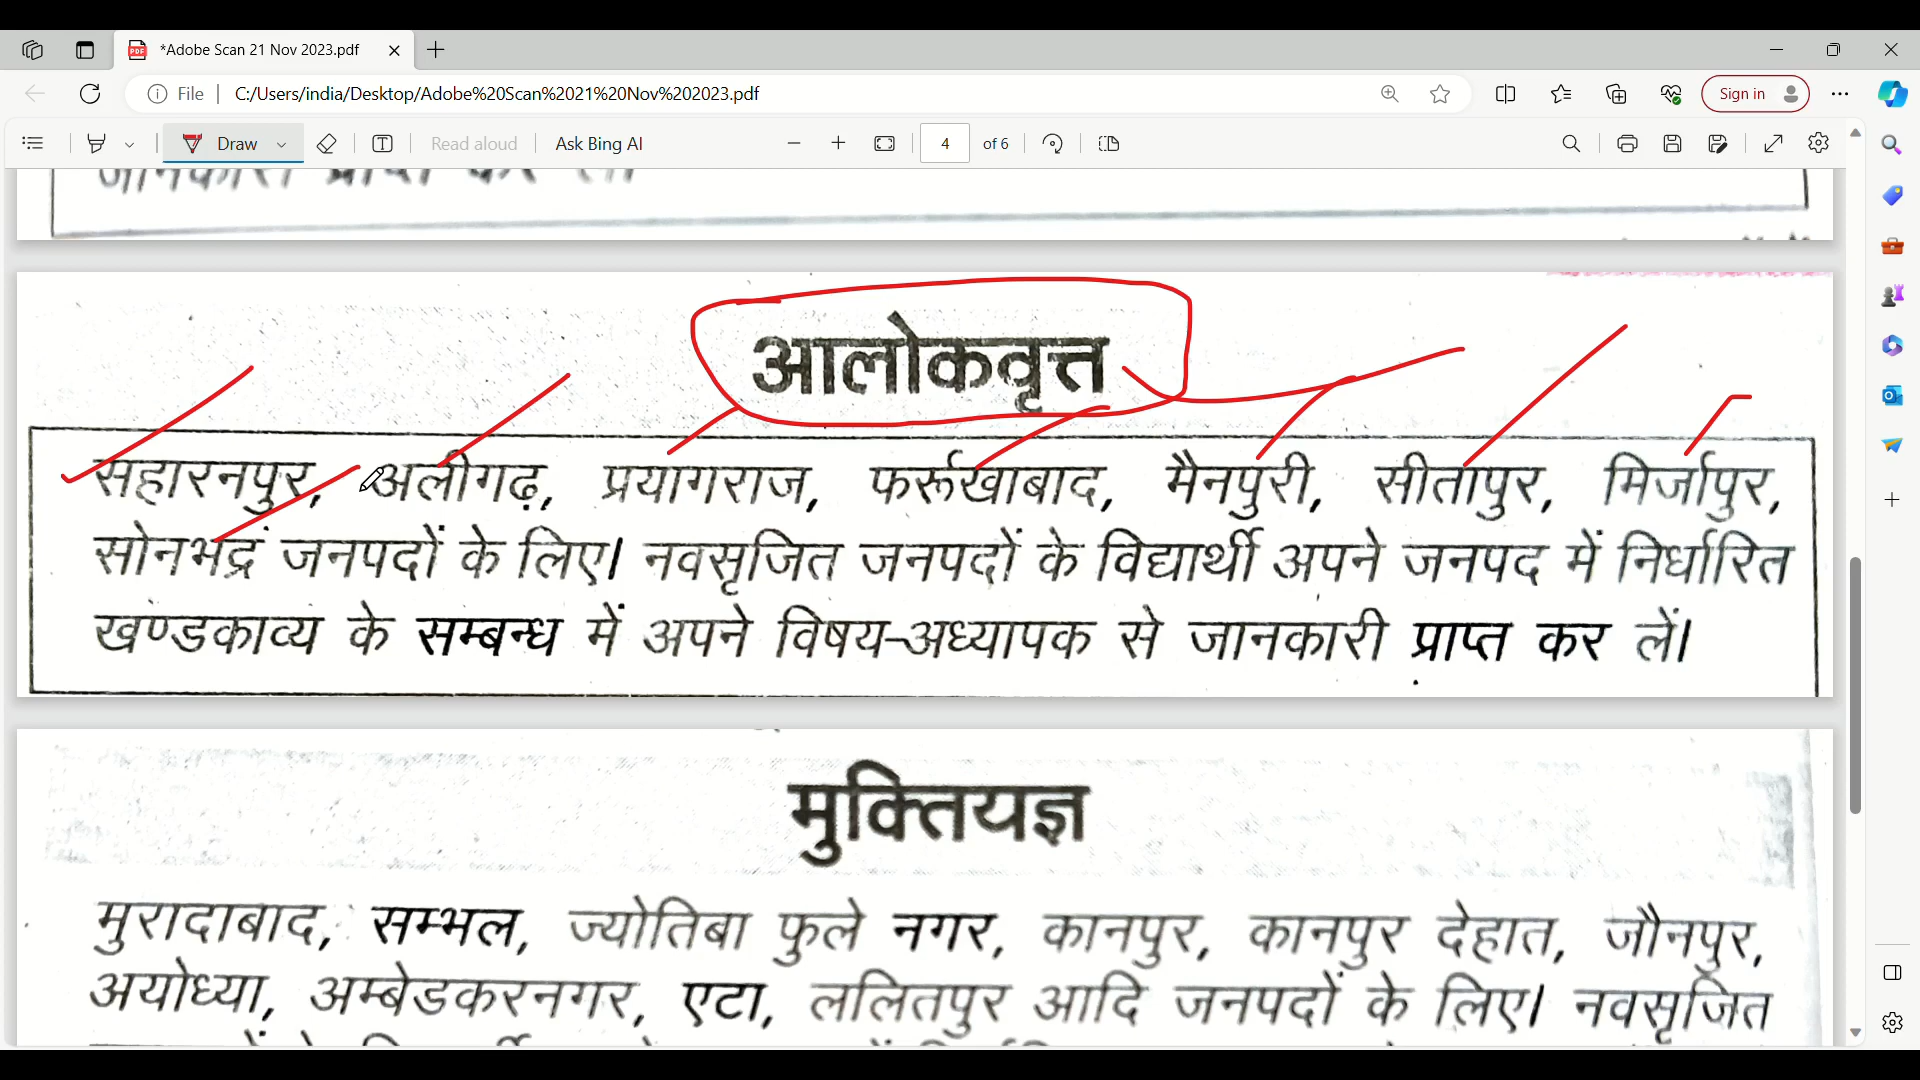 *Adobe Scan 21 Nov 2023.pdf
File C:/Users/india/Desktop/Adobe%20Scan%2021%20Nov%202023.pdf Sign in
Draw Read aloud Ask Bing AI 4 of 6
जानकारी प्राप्त कर लें।
आलोकवृत्त
सहारनपुर, अलीगढ़, प्रयागराज, फर्रूखाबाद, मैनपुरी, सीतापुर, मिर्जापुर,
सोनभद्रं जनपदों के लिए। नवसृजित जनपदों के विद्यार्थी अपने जनपद में निर्धारित
खण्डकाव्य के सम्बन्ध में अपने विषय-अध्यापक से जानकारी प्राप्त कर लें।
मुक्तियज्ञ
मुरादाबाद, सम्भल, ज्योतिबा फुले नगर, कानपुर, कानपुर देहात, जौनपुर,
अयोध्या, अम्बेडकरनगर, एटा, ललितपुर आदि जनपदों के लिए। नवसृजित